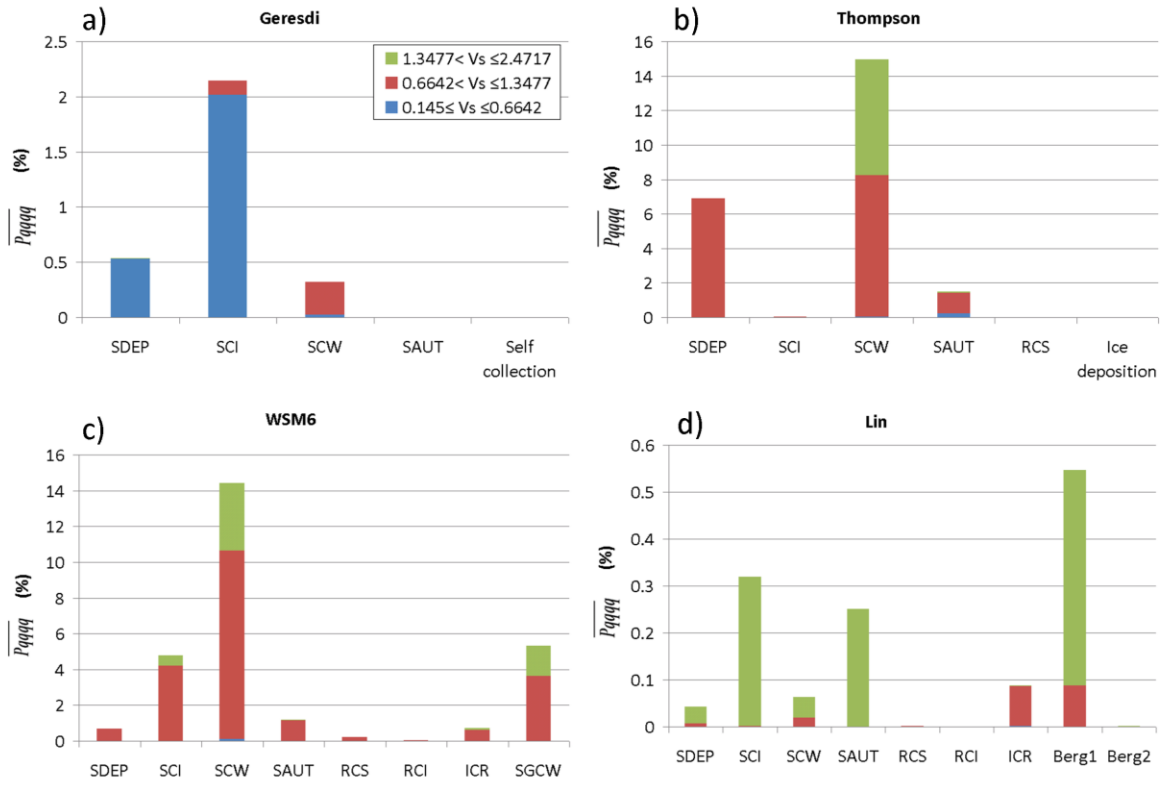 a)
Geresdi
2.5
2
1.5
1
0.5
0
Pqqqq (%)
1.3477< Vs ≤2.4717
0.6642< Vs ≤1.3477
0.145≤ Vs ≤0.6642
SDEP SCI SCW SAUT Self
collection
b)
Thompson
16
14
12
10
8
6
4
2
0
Pqqqq (%)
SDEP SCI SCW SAUT RCS Ice
deposition
c)
WSM6
16
14
12
10
8
6
4
2
0
Pqqqq (%)
SDEP SCI SCW SAUT RCS RCI ICR SGCW
d)
Lin
0.6
0.5
0.4
0.3
0.2
0.1
0
Pqqqq (%)
SDEP SCI SCW SAUT RCS RCI ICR Berg1 Berg2